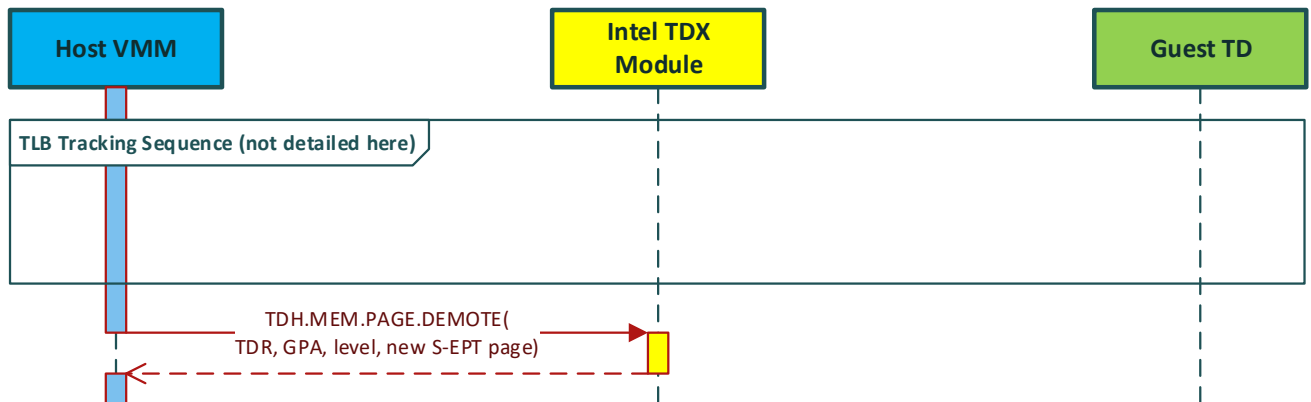 Host VMM
Intel TDX
Module
Guest TD
TLB Tracking Sequence (not detailed here)
TDH.MEM.PAGE.DEMOTE(
TDR, GPA, level, new S-EPT page)